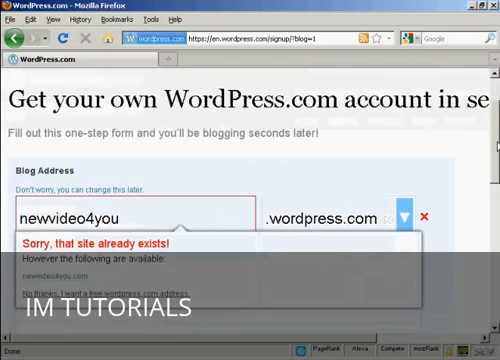 WordPress.com - Mozilla Firefox
File Edit View History Bookmarks Tools Help
wordpress.com https://en.wordpress.com/signup/?blog=1 Google
WordPress.com
Get your own WordPress.com account in se
Fill out this one-step form and you'll be blogging seconds later!
Blog Address
Don't worry, you can change this later.
newvideo4you .wordpress.com
Sorry, that site already exists!
However the following are available:
newvideo4you.com
No thanks, I want a free wordpress.com address.
IM TUTORIALS
Done PageRank Alexa Compete mozRank